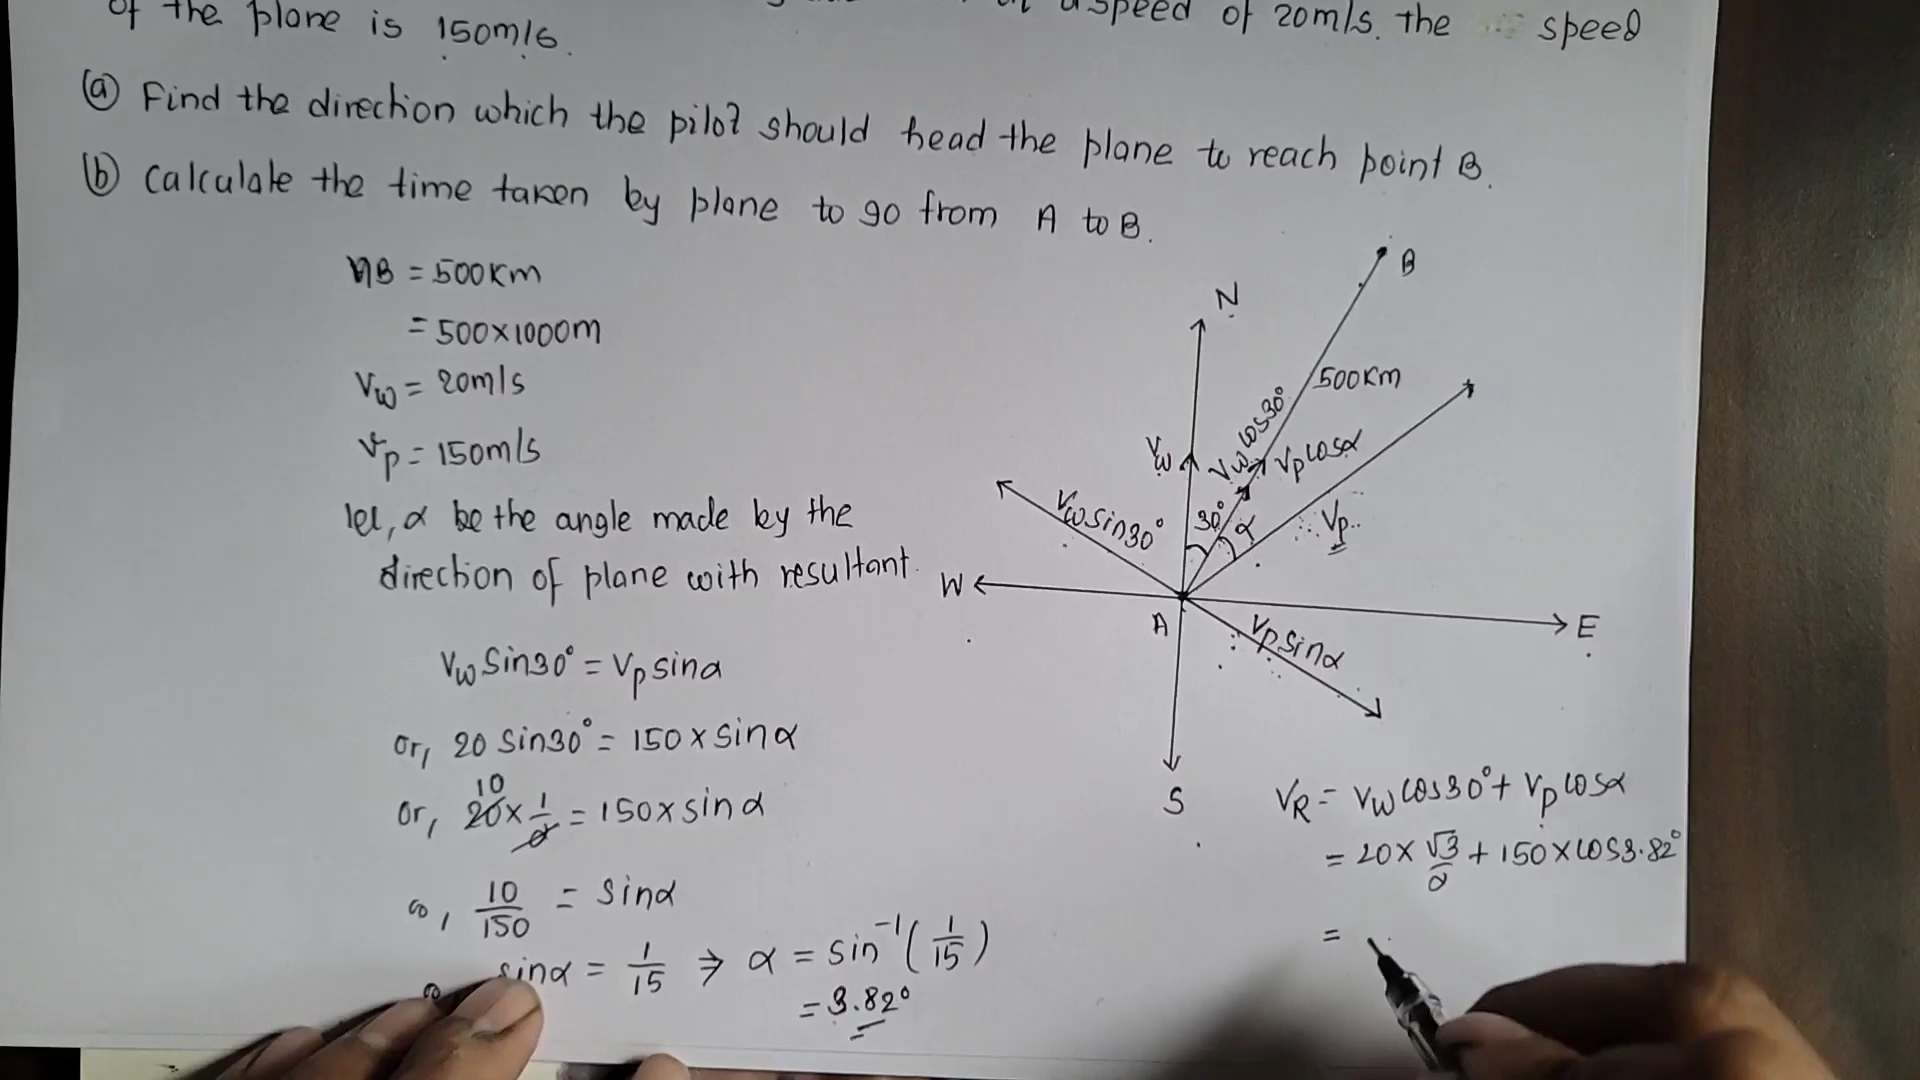 of the plane is 150m/s.
speed of 20m/s. the speed
ⓐ Find the direction which the pilot should head the plane to reach point B.
ⓑ Calculate the time taken by plane to go from A to B.
AB = 500km
= 500×1000m
Vw = 20m/s
Vp = 150m/s
let, α be the angle made by the
direction of plane with resultant.
Vw Sin30° = Vp sinα
or, 20 Sin30° = 150 × sinα
10
or, 20 × 1/2 = 150 × sinα
or, 10/150 = Sinα
sinα = 1/15 ⇒ α = sin⁻¹(1/15)
= 3.82°
N
B
500km
Vw
Vw cos30°
Vp cosα
Vw sin30°
30°
α
Vp
W
A
E
Vp sinα
S
VR = Vw cos30° + Vp cosα
= 20 × √3/2 + 150 × cos3.82°
=